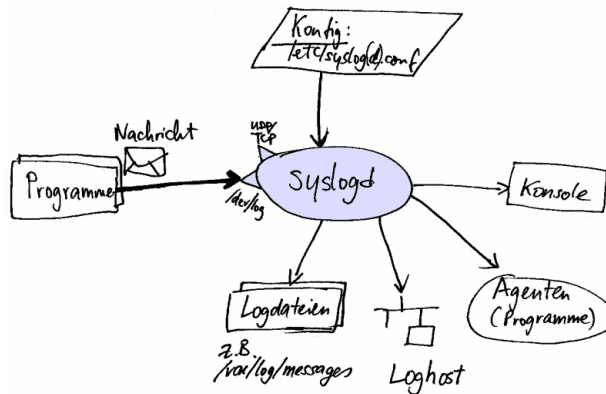 Konfig:
/etc/syslog(d).conf
Nachricht
UDP/
TCP
Programme
syslogd
/dev/log
Konsole
Logdateien
z.B.
/var/log/messages
Loghost
Agenten
(Programme)